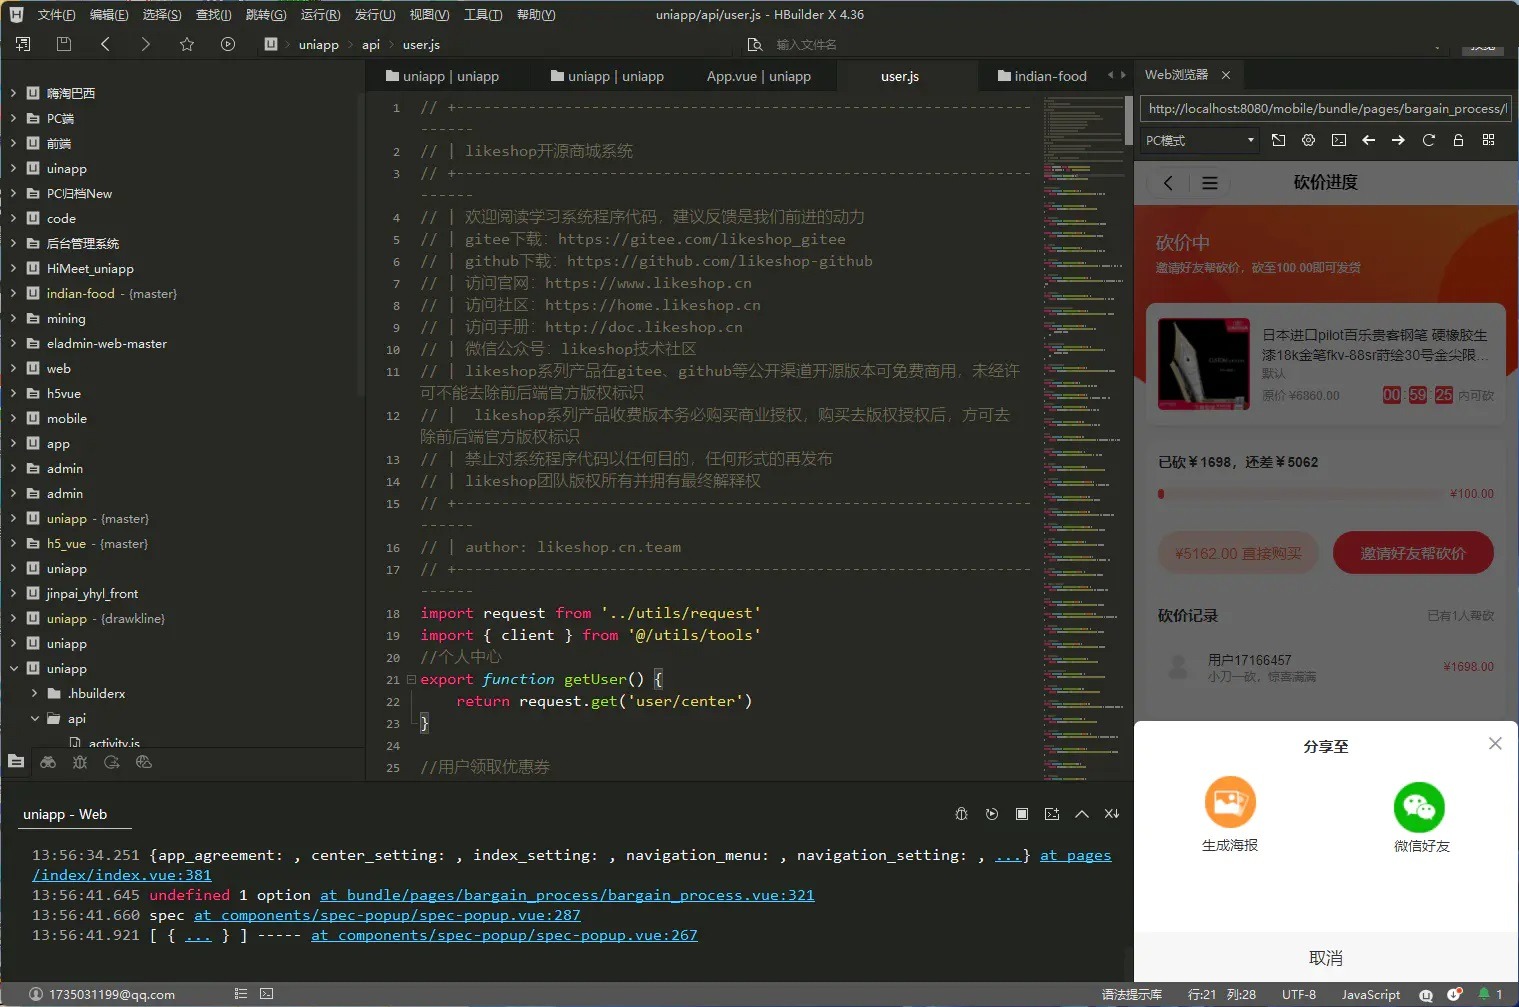 文件(F) 编辑(E) 选择(S) 查找(I) 跳转(G) 运行(R) 发行(U) 视图(V) 工具(T) 帮助(Y)
uniapp/api/user.js - HBuilder X 4.36
uniapp api user.js
输入文件名
嗨淘巴西
PC端
前端
uinapp
PC归档New
code
后台管理系统
HiMeet_uniapp
indian-food - {master}
mining
eladmin-web-master
web
h5vue
mobile
app
admin
admin
uniapp - {master}
h5_vue - {master}
uniapp
jinpai_yhyl_front
uniapp - {drawkline}
uniapp
uniapp
.hbuilderx
api
activity.js
uniapp | uniapp
uniapp | uniapp
App.vue | uniapp
user.js
indian-food
1 // +----------------------------------------------------------------
------
2 // | likeshop开源商城系统
3 // +----------------------------------------------------------------
------
4 // | 欢迎阅读学习系统程序代码，建议反馈是我们前进的动力
5 // | gitee下载：https://gitee.com/likeshop_gitee
6 // | github下载：https://github.com/likeshop-github
7 // | 访问官网：https://www.likeshop.cn
8 // | 访问社区：https://home.likeshop.cn
9 // | 访问手册：http://doc.likeshop.cn
10 // | 微信公众号：likeshop技术社区
11 // | likeshop系列产品在gitee、github等公开渠道开源版本可免费商用，未经许
可不能去除前后端官方版权标识
12 // |  likeshop系列产品收费版本务必购买商业授权，购买去版权授权后，方可去
除前后端官方版权标识
13 // | 禁止对系统程序代码以任何目的，任何形式的再发布
14 // | likeshop团队版权所有并拥有最终解释权
15 // +----------------------------------------------------------------
------
16 // | author: likeshop.cn.team
17 // +----------------------------------------------------------------
------
18 import request from '../utils/request'
19 import { client } from '@/utils/tools'
20 //个人中心
21 export function getUser() {
22 return request.get('user/center')
23 }
24
25 //用户领取优惠券
Web浏览器
http://localhost:8080/mobile/bundle/pages/bargain_process/
PC模式
砍价进度
砍价中
邀请好友帮砍价，砍至100.00即可发货
日本进口pilot百乐贵客钢笔 硬橡胶生
漆18k金笔fkv-88sr莳绘30号金尖限...
默认
原价 ¥6860.00
00:59:25 内可砍
已砍￥1698，还差￥5062
¥100.00
¥5162.00 直接购买
邀请好友帮砍价
砍价记录
已有1人帮砍
用户17166457
小刀一砍，惊喜满满
¥1698.00
分享至
生成海报
微信好友
取消
uniapp - Web
13:56:34.251 {app_agreement: , center_setting: , index_setting: , navigation_menu: , navigation_setting: , ...} at pages
/index/index.vue:381
13:56:41.645 undefined 1 option at bundle/pages/bargain_process/bargain_process.vue:321
13:56:41.660 spec at components/spec-popup/spec-popup.vue:287
13:56:41.921 [ { ... } ] ----- at components/spec-popup/spec-popup.vue:267
1735031199@qq.com
语法提示库 行:21 列:28 UTF-8 JavaScript 1